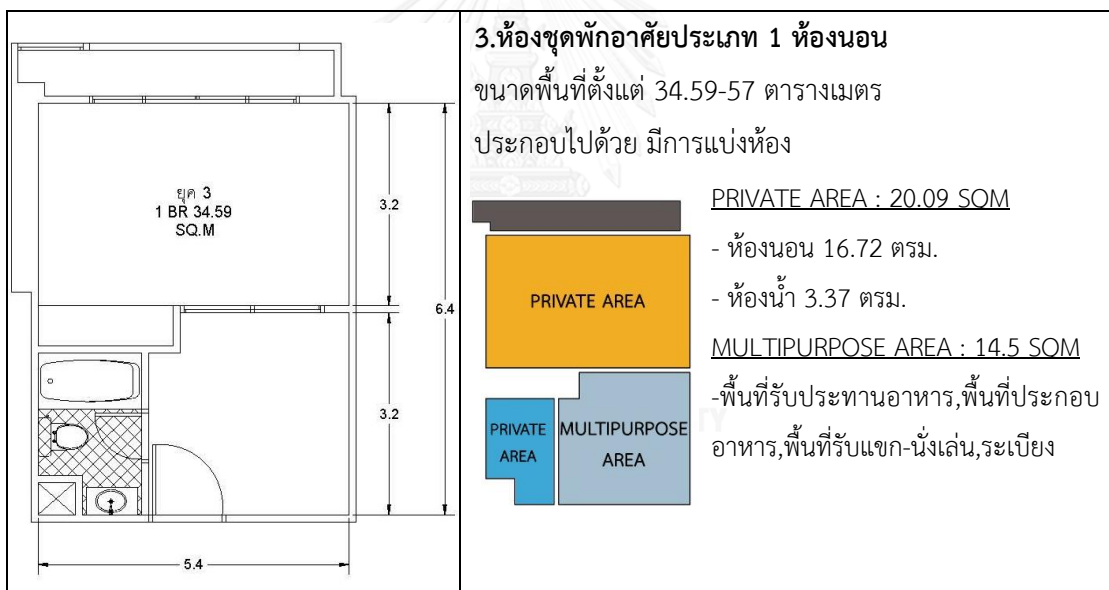 ยุค 3
1 BR 34.59
SQ.M
3.2
6.4
3.2
5.4
3.ห้องชุดพักอาศัยประเภท 1 ห้องนอน
ขนาดพื้นที่ตั้งแต่ 34.59-57 ตารางเมตร
ประกอบไปด้วย มีการแบ่งห้อง
PRIVATE AREA
PRIVATE
AREA
MULTIPURPOSE
AREA
PRIVATE AREA : 20.09 SQM
- ห้องนอน 16.72 ตรม.
- ห้องน้ำ 3.37 ตรม.
MULTIPURPOSE AREA : 14.5 SQM
-พื้นที่รับประทานอาหาร,พื้นที่ประกอบ
อาหาร,พื้นที่รับแขก-นั่งเล่น,ระเบียง